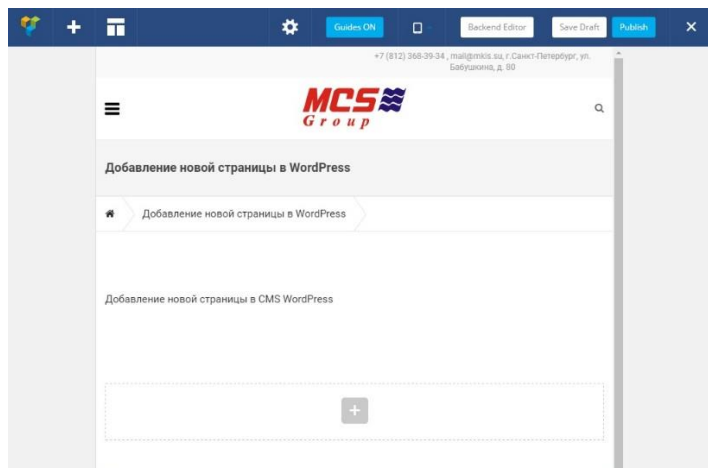 Guides ON
Backend Editor
Save Draft
Publish
+7 (812) 368-39-34 , mail@mkis.su, г.Санкт-Петербург, ул.
Бабушкина, д. 80
MCS
Group
Добавление новой страницы в WordPress
Добавление новой страницы в WordPress
Добавление новой страницы в CMS WordPress